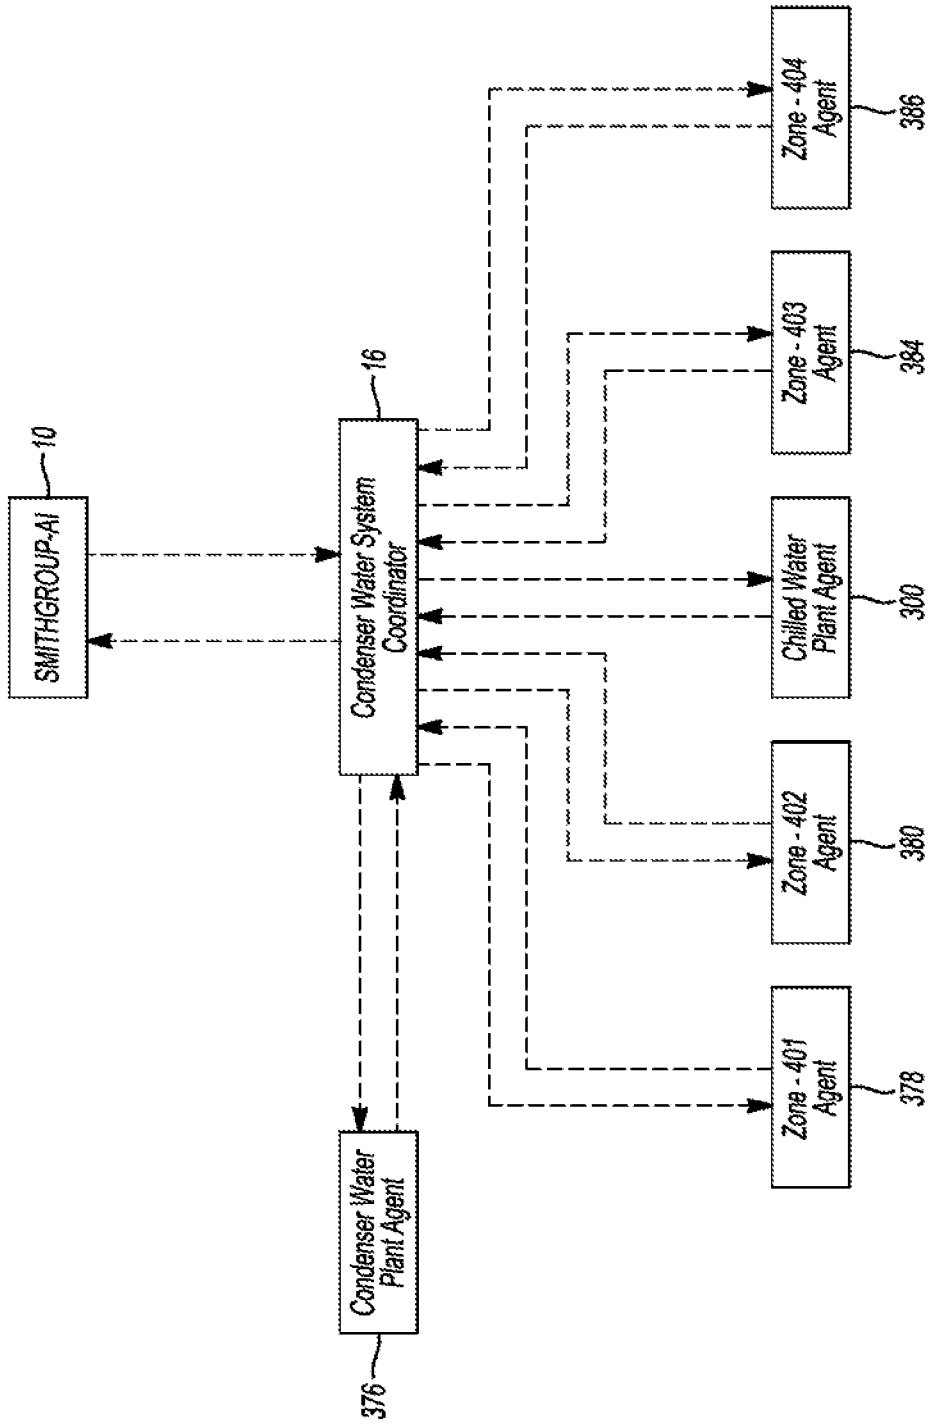 10
SMITHGROUP-AI
16
Condenser Water System
Coordinator
Condenser Water
Plant Agent
376
Zone - 401
Agent
378
Zone - 402
Agent
380
Chilled Water
Plant Agent
300
Zone - 403
Agent
384
Zone - 404
Agent
386